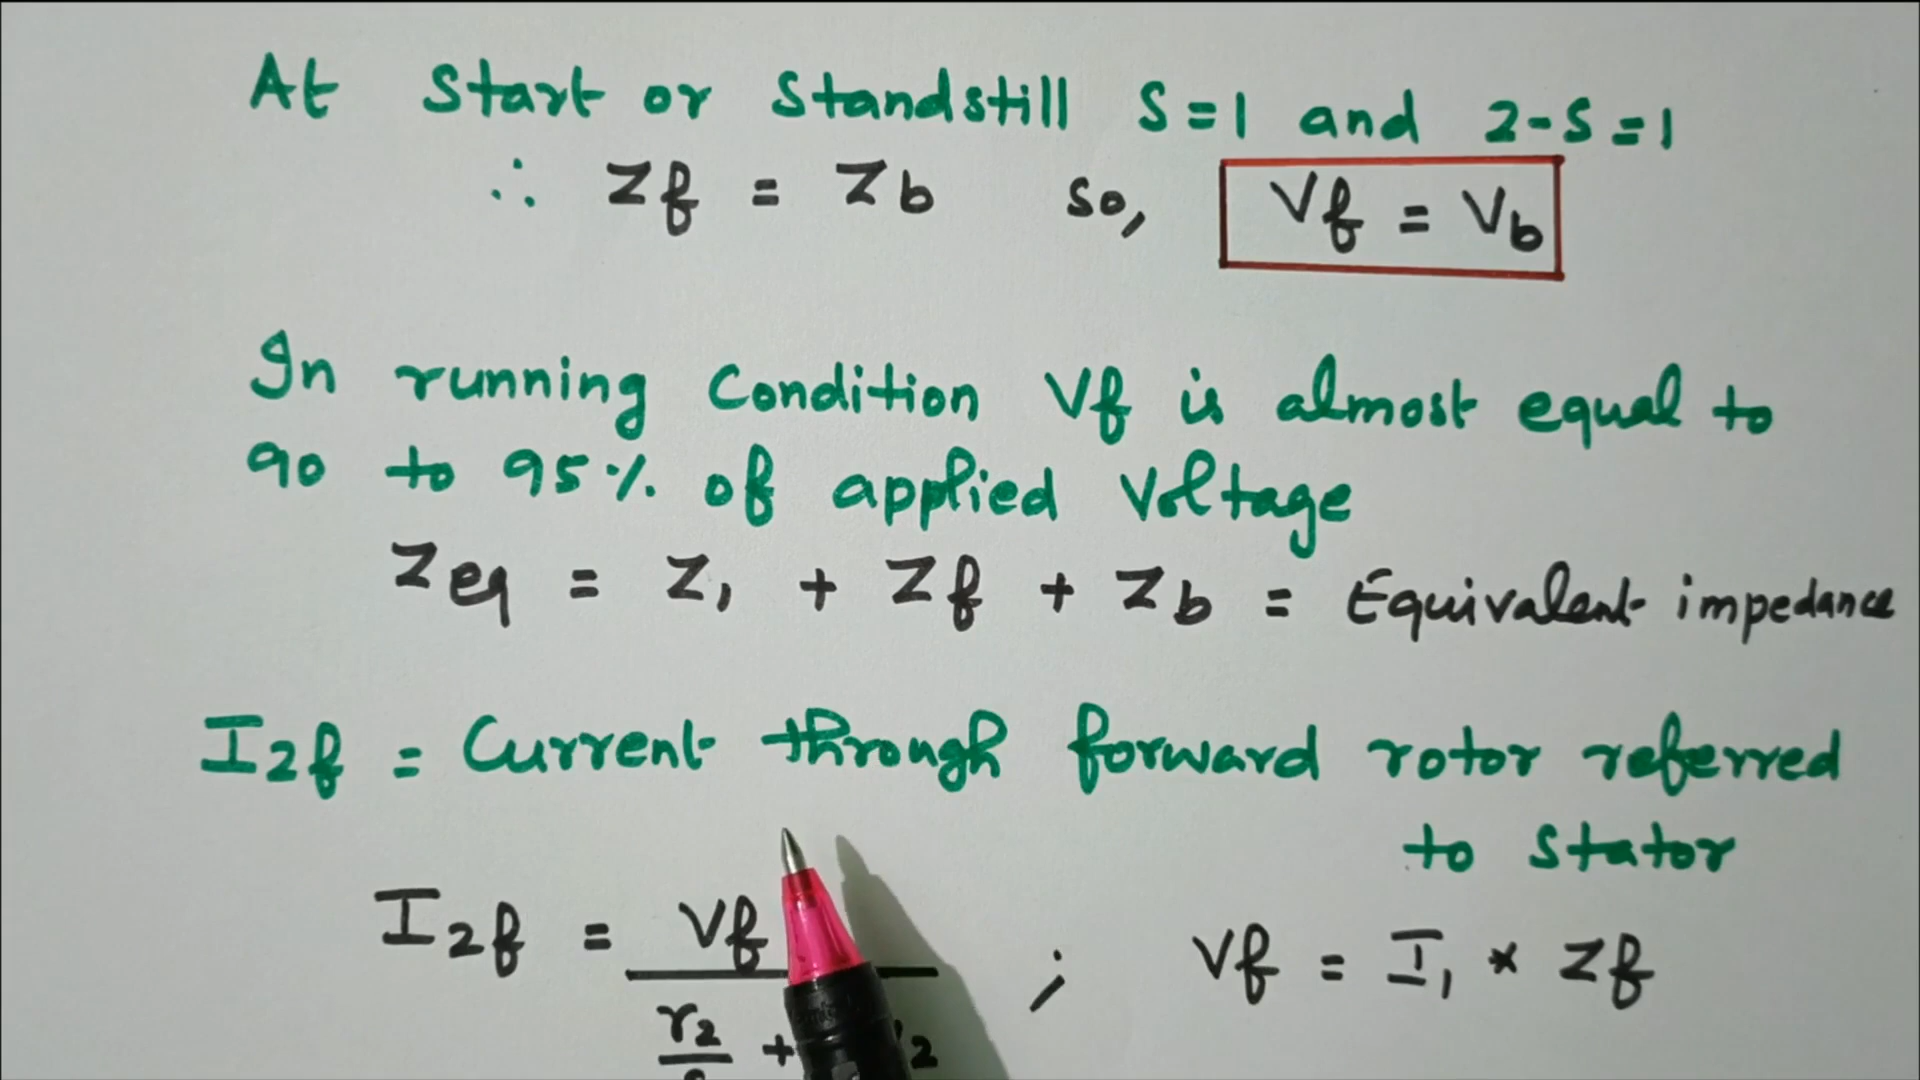 At Start or Standstill S=1 and 2-S=1
∴ Zf = Zb so, Vf = Vb
In running Condition Vf is almost equal to
90 to 95% of applied Voltage
Zeq = Z1 + Zf + Zb = Equivalent impedance
I2f = Current through forward rotor referred
to Stator
I2f = Vf ; Vf = I1 * Zf
r2 + 2